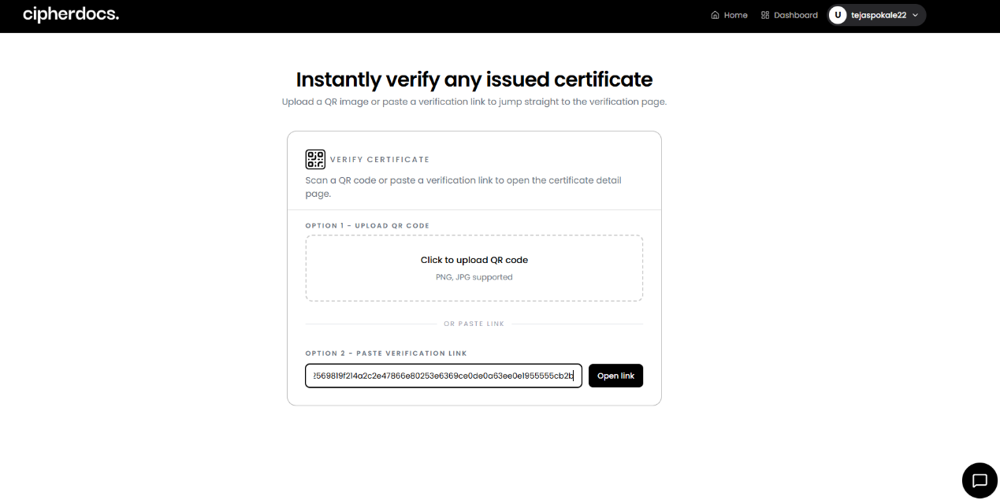 cipherdocs.
Home
Dashboard
U
tejaspokale22
Instantly verify any issued certificate
Upload a QR image or paste a verification link to jump straight to the verification page.
VERIFY CERTIFICATE
Scan a QR code or paste a verification link to open the certificate detail
page.
OPTION 1 - UPLOAD QR CODE
Click to upload QR code
PNG, JPG supported
OR PASTE LINK
OPTION 2 - PASTE VERIFICATION LINK
2569819f214a2c2e47866e80253e6369ce0de0a63ee0e1955555cb2b
Open link